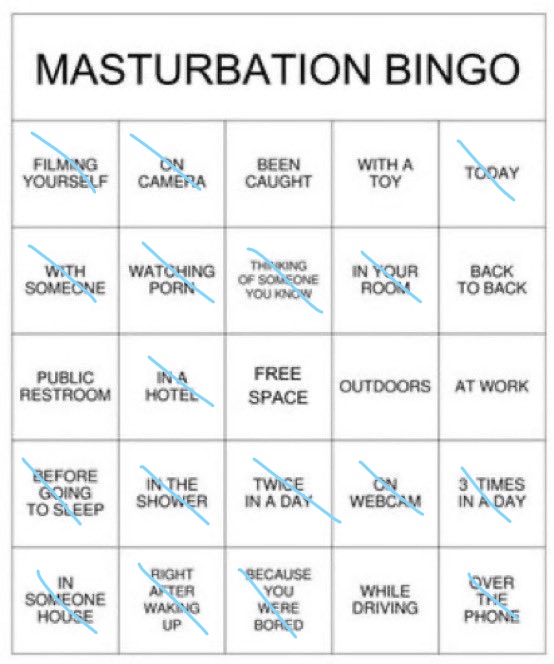 MASTURBATION BINGO
FILMING
YOURSELF
ON
CAMERA
BEEN
CAUGHT
WITH A
TOY
TODAY
WITH
SOMEONE
WATCHING
PORN
THINKING
OF SOMEONE
YOU KNOW
IN YOUR
ROOM
BACK
TO BACK
PUBLIC
RESTROOM
IN A
HOTEL
FREE
SPACE
OUTDOORS
AT WORK
BEFORE
GOING
TO SLEEP
IN THE
SHOWER
TWICE
IN A DAY
ON
WEBCAM
3 TIMES
IN A DAY
IN
SOMEONE
HOUSE
RIGHT
AFTER
WAKING
UP
BECAUSE
YOU
WERE
BORED
WHILE
DRIVING
OVER
THE
PHONE